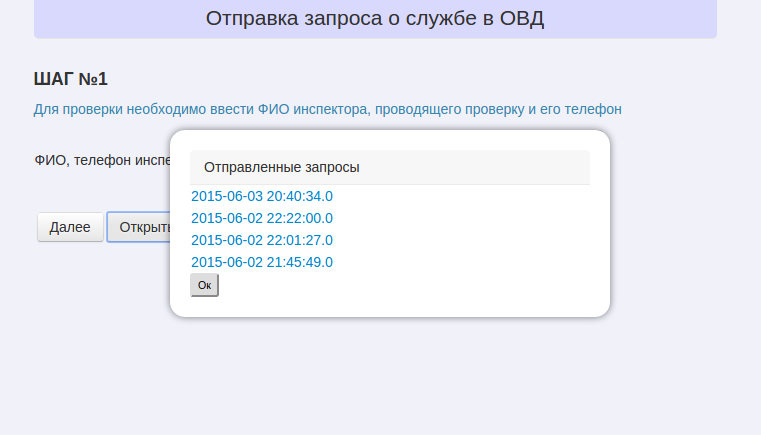 Отправка запроса о службе в ОВД
ШАГ №1
Для проверки необходимо ввести ФИО инспектора, проводящего проверку и его телефон
ФИО, телефон инспе
Отправленные запросы
2015-06-03 20:40:34.0
2015-06-02 22:22:00.0
2015-06-02 22:01:27.0
2015-06-02 21:45:49.0
Далее Открыть
Ок